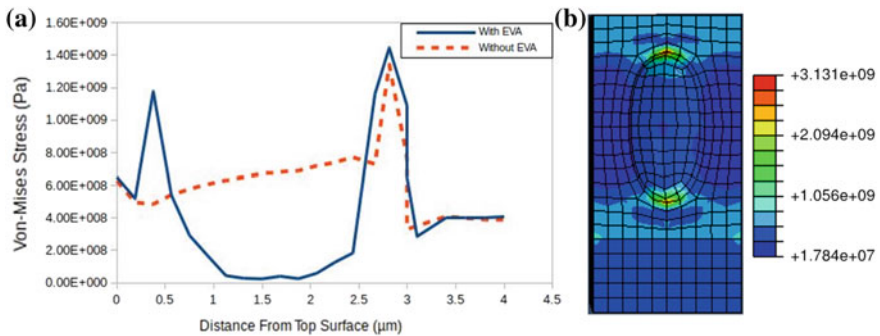 (a)
Von-Mises Stress (Pa)
1.60E+009
1.40E+009
1.20E+009
1.00E+009
8.00E+008
6.00E+008
4.00E+008
2.00E+008
0.00E+000
With EVA
Without EVA
0 0.5 1 1.5 2 2.5 3 3.5 4 4.5
Distance From Top Surface (µm)
(b)
+3.131e+09
+2.094e+09
+1.056e+09
+1.784e+07